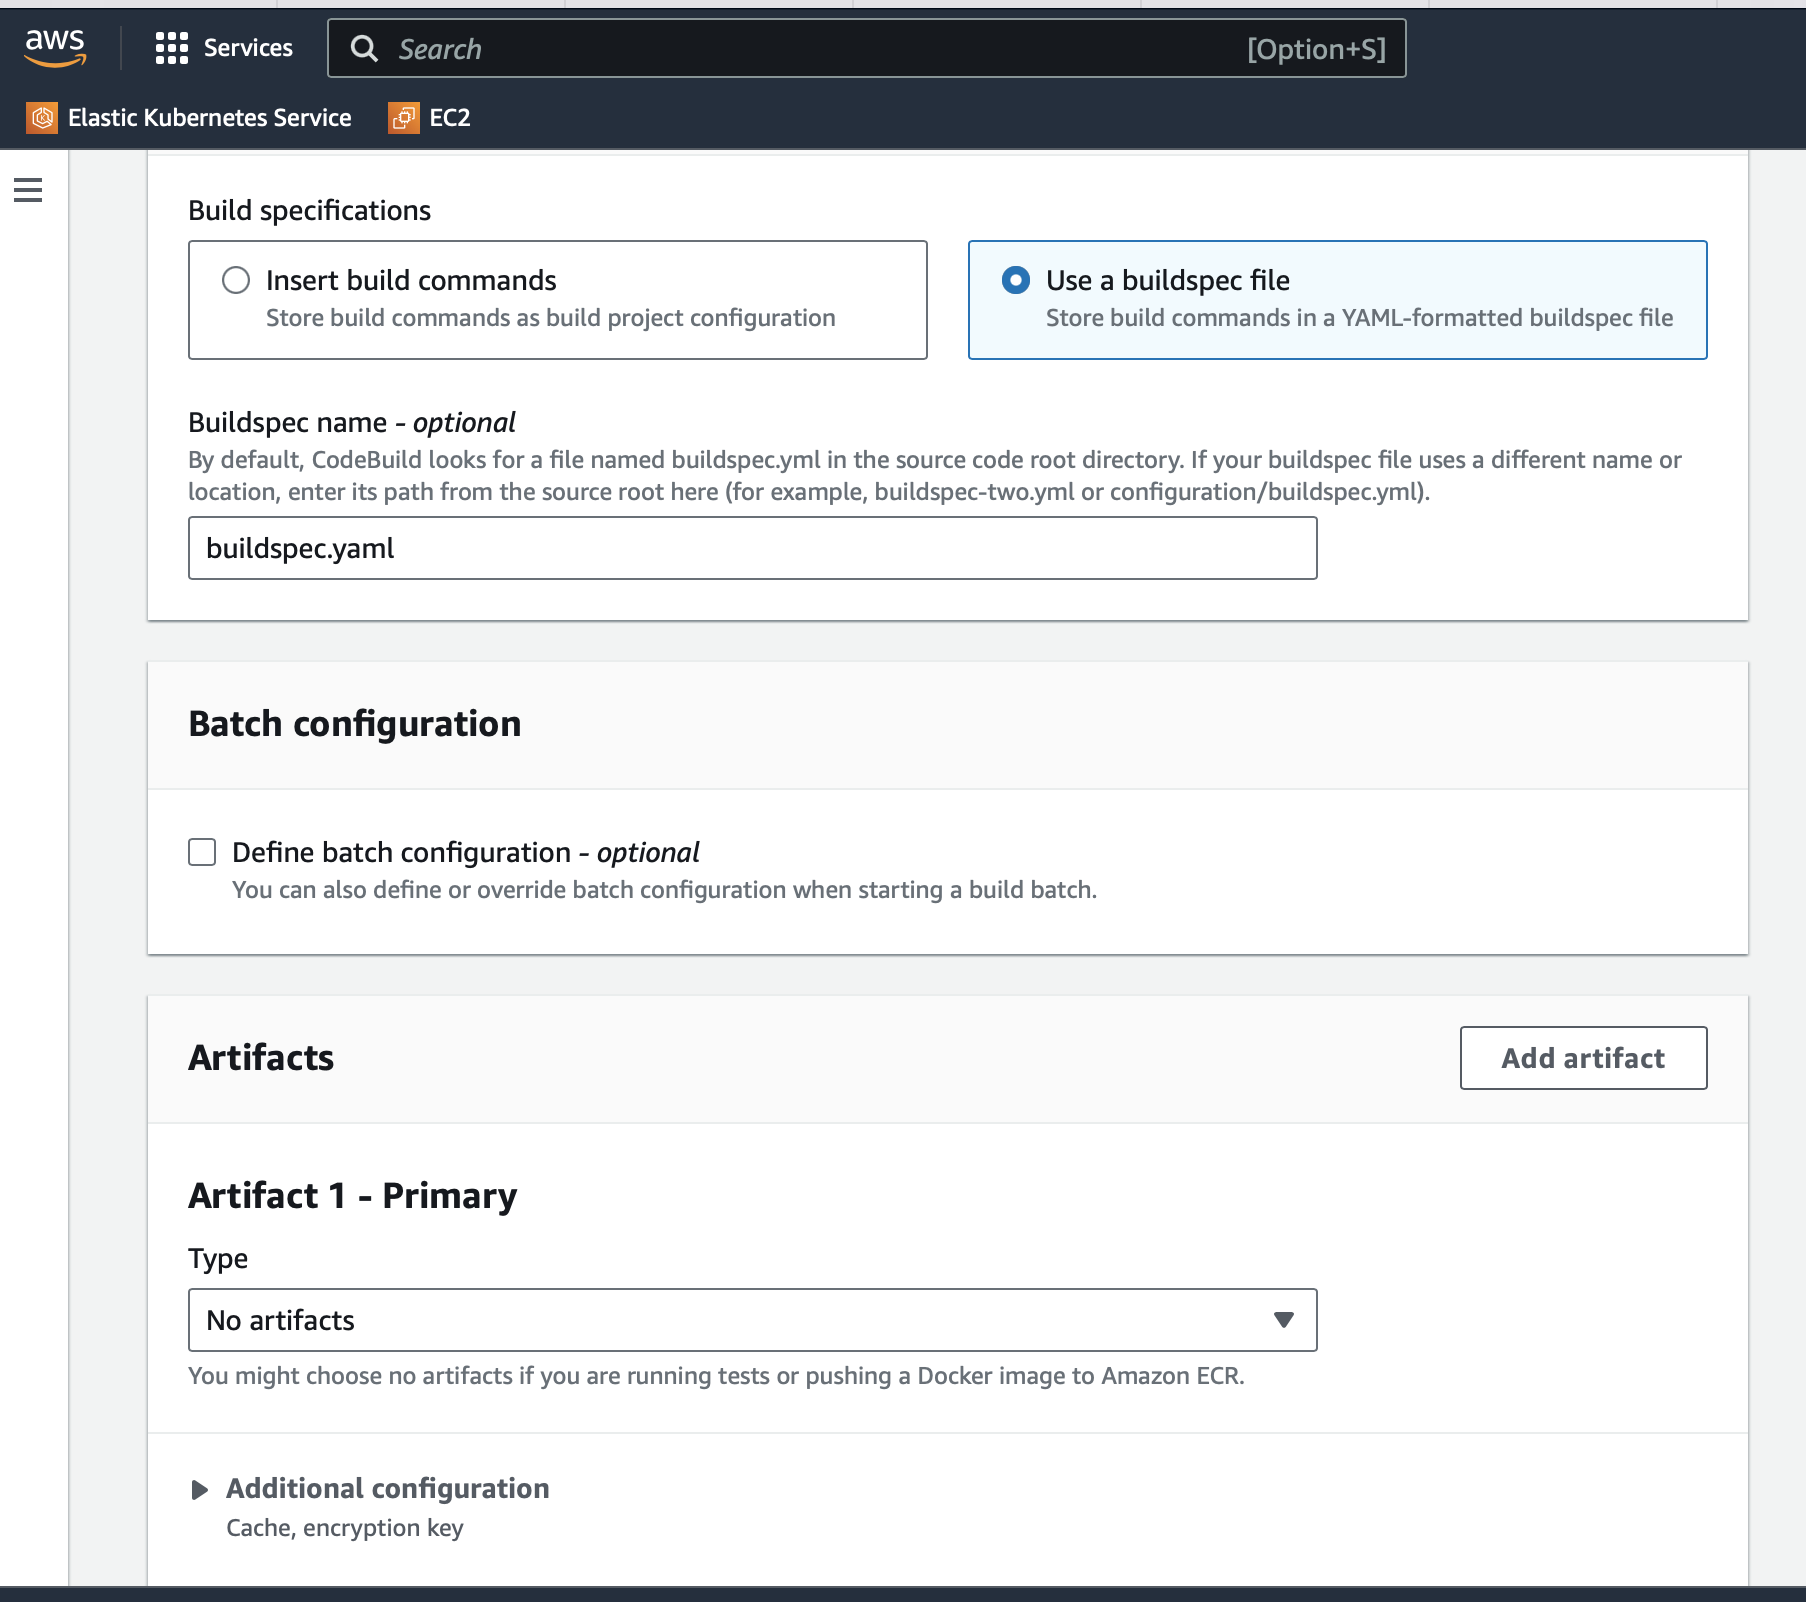 aws
Services
Search
[Option+S]
Elastic Kubernetes Service
EC2
Build specifications
Insert build commands
Store build commands as build project configuration
Use a buildspec file
Store build commands in a YAML-formatted buildspec file
Buildspec name - optional
By default, CodeBuild looks for a file named buildspec.yml in the source code root directory. If your buildspec file uses a different name or
location, enter its path from the source root here (for example, buildspec-two.yml or configuration/buildspec.yml).
buildspec.yaml
Batch configuration
Define batch configuration - optional
You can also define or override batch configuration when starting a build batch.
Artifacts
Add artifact
Artifact 1 - Primary
Type
No artifacts
You might choose no artifacts if you are running tests or pushing a Docker image to Amazon ECR.
Additional configuration
Cache, encryption key